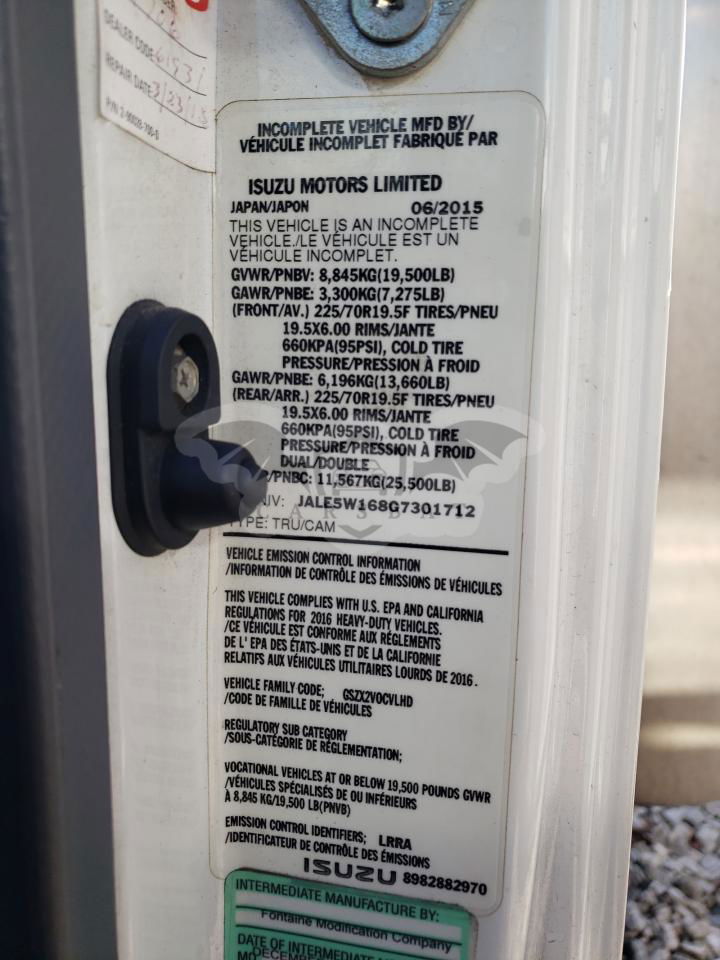 DEALER CODE 61931
REPAIR DATE 3/23/15
P/N 2-90028-700-0
INCOMPLETE VEHICLE MFD BY/
VÉHICULE INCOMPLET FABRIQUÉ PAR
ISUZU MOTORS LIMITED
JAPAN/JAPON 06/2015
THIS VEHICLE IS AN INCOMPLETE
VEHICLE./LE VÉHICULE EST UN
VÉHICULE INCOMPLET.
GVWR/PNBV: 8,845KG(19,500LB)
GAWR/PNBE: 3,300KG(7,275LB)
(FRONT/AV.) 225/70R19.5F TIRES/PNEU
19.5X6.00 RIMS/JANTE
660KPA(95PSI), COLD TIRE
PRESSURE/PRESSION À FROID
GAWR/PNBE: 6,196KG(13,660LB)
(REAR/ARR.) 225/70R19.5F TIRES/PNEU
19.5X6.00 RIMS/JANTE
660KPA(95PSI), COLD TIRE
PRESSURE/PRESSION À FROID
DUAL/DOUBLE
/PNBC: 11,567KG(25,500LB)
NIV: JALE5W168G7301712
TYPE: TRU/CAM
VEHICLE EMISSION CONTROL INFORMATION
/INFORMATION DE CONTRÔLE DES ÉMISSIONS DE VÉHICULES
THIS VEHICLE COMPLIES WITH U.S. EPA AND CALIFORNIA
REGULATIONS FOR 2016 HEAVY-DUTY VEHICLES.
/CE VÉHICULE EST CONFORME AUX RÉGLEMENTS
DE L' EPA DES ÉTATS-UNIS ET DE LA CALIFORNIE
RELATIFS AUX VÉHICULES UTILITAIRES LOURDS DE 2016.
VEHICLE FAMILY CODE; GSZX2VOCVLHD
/CODE DE FAMILLE DE VÉHICULES
REGULATORY SUB CATEGORY
/SOUS-CATÉGORIE DE RÉGLEMENTATION;
VOCATIONAL VEHICLES AT OR BELOW 19,500 POUNDS GVWR
/VÉHICULES SPÉCIALISÉS DE OU INFÉRIEURS
À 8,845 KG/19,500 LB(PNVB)
EMISSION CONTROL IDENTIFIERS; LRRA
/IDENTIFICATEUR DE CONTRÔLE DES ÉMISSIONS
ISUZU 8982882970
INTERMEDIATE MANUFACTURE BY:
Fontaine Modification Company
DATE OF INTERMEDIATE